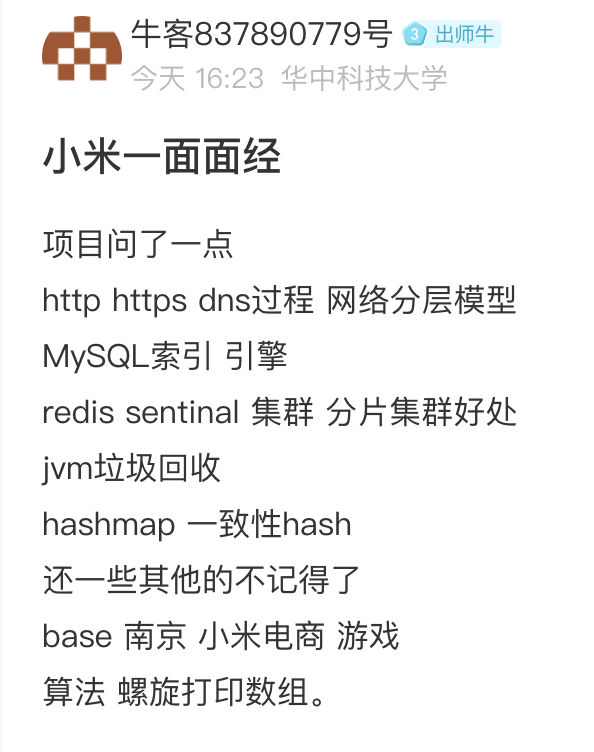 牛客837890779号 3 出师牛
今天 16:23 华中科技大学
小米一面面经
项目问了一点
http https dns过程 网络分层模型
MySQL索引 引擎
redis sentinal 集群 分片集群好处
jvm垃圾回收
hashmap 一致性hash
还一些其他的不记得了
base 南京 小米电商 游戏
算法 螺旋打印数组。